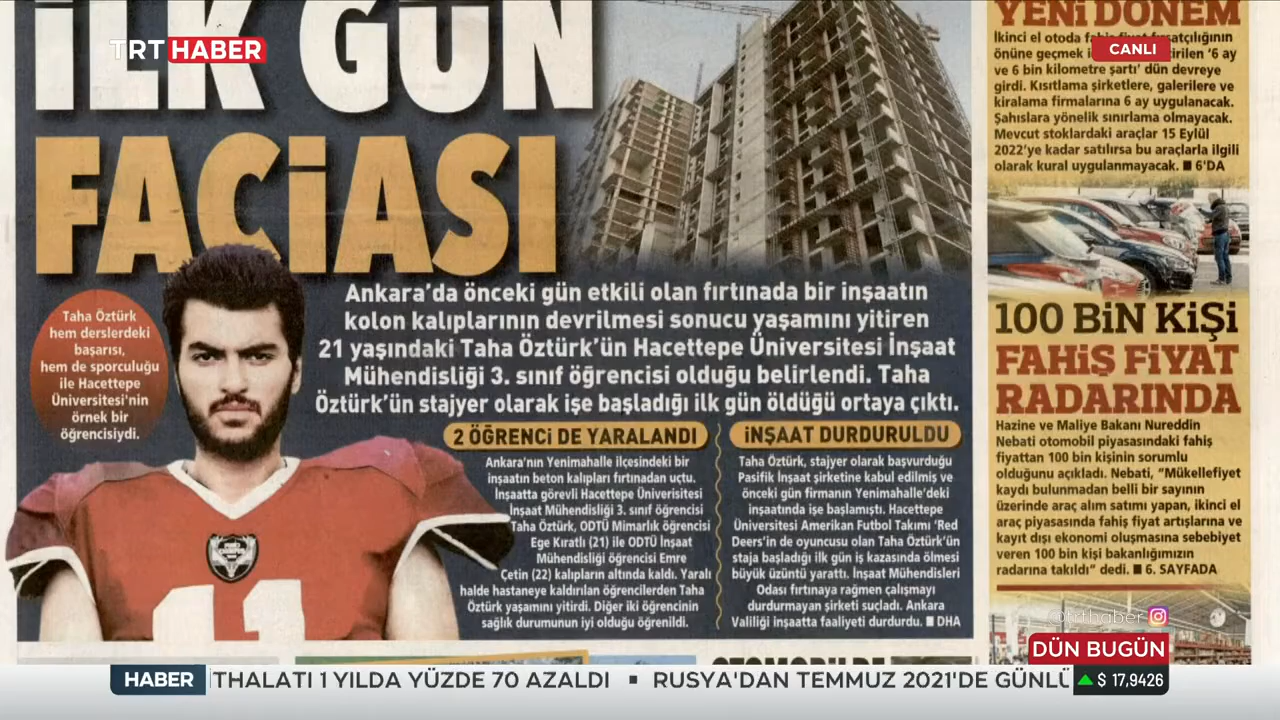 İLK GÜN
FACİASI
TRT HABER
Taha Öztürk
hem derslerdeki
başarısı,
hem de sporculuğu
ile Hacettepe
Üniversitesi'nin
örnek bir
öğrencisiydi.
Ankara'da önceki gün etkili olan fırtınada bir inşaatın
kolon kalıplarının devrilmesi sonucu yaşamını yitiren
21 yaşındaki Taha Öztürk'ün Hacettepe Üniversitesi İnşaat
Mühendisliği 3. sınıf öğrencisi olduğu belirlendi. Taha
Öztürk'ün stajyer olarak işe başladığı ilk gün öldüğü ortaya çıktı.
2 ÖĞRENCİ DE YARALANDI
Ankara'nın Yenimahalle ilçesindeki bir
inşaatın beton kalıpları fırtınadan uçtu.
İnşaatta görevli Hacettepe Üniverisitesi
İnşaat Mühendisliği 3. sınıf öğrencisi
Taha Öztürk, ODTÜ Mimarlık öğrencisi
Ege Kıratlı (21) ile ODTÜ İnşaat
Mühendisliği öğrencisi Emre
Çetin (22) kalıpların altında kaldı. Yaralı
halde hastaneye kaldırılan öğrencilerden Taha
Öztürk yaşamını yitirdi. Diğer iki öğrencinin
sağlık durumunun iyi olduğu öğrenildi.
İNŞAAT DURDURULDU
Taha Öztürk, stajyer olarak başvurduğu
Pasifik İnşaat şirketine kabul edilmiş ve
önceki gün firmanın Yenimahalle'deki
inşaatında işe başlamıştı. Hacettepe
Üniversitesi Amerikan Futbol Takımı 'Red
Deers'in de oyuncusu olan Taha Öztürk'ün
staja başladığı ilk gün iş kazasında ölmesi
büyük üzüntü yarattı. İnşaat Mühendisleri
Odası fırtınaya rağmen çalışmayı
durdurmayan şirketi suçladı. Ankara
Valiliği inşaatta faaliyeti durdurdu. ■ DHA
11
YENİ DÖNEM
CANLI
İkinci el otoda fahiş fiyat fırsatçılığının
önüne geçmek
ve 6 bin kilometre şartı' dün devreye
girdi. Kısıtlama şirketlere, galerilere ve
kiralama firmalarına 6 ay uygulanacak.
Şahıslara yönelik sınırlama olmayacak.
Mevcut stoklardaki araçlar 15 Eylül
2022'ye kadar satılırsa bu araçlarla ilgili
olarak kural uygulanmayacak. ■ 6'DA
100 BİN KİŞİ
FAHİŞ FİYAT
RADARINDA
Hazine ve Maliye Bakanı Nureddin
Nebati otomobil piyasasındaki fahiş
fiyattan 100 bin kişinin sorumlu
olduğunu açıkladı. Nebati, "Mükellefiyet
kaydı bulunmadan belli bir sayının
üzerinde araç alım satımı yapan, ikinci el
araç piyasasında fahiş fiyat artışlarına ve
kayıt dışı ekonomi oluşmasına sebebiyet
veren 100 bin kişi bakanlığımızın
radarına takıldı" dedi. ■ 6. SAYFADA
@trthaber
DÜN BUGÜN
OTOMOBİLDE
HABER
THALATI 1 YILDA YÜZDE 70 AZALDI ▪ RUSYA'DAN TEMMUZ 2021'DE GÜNLÜ
$ 17,9426